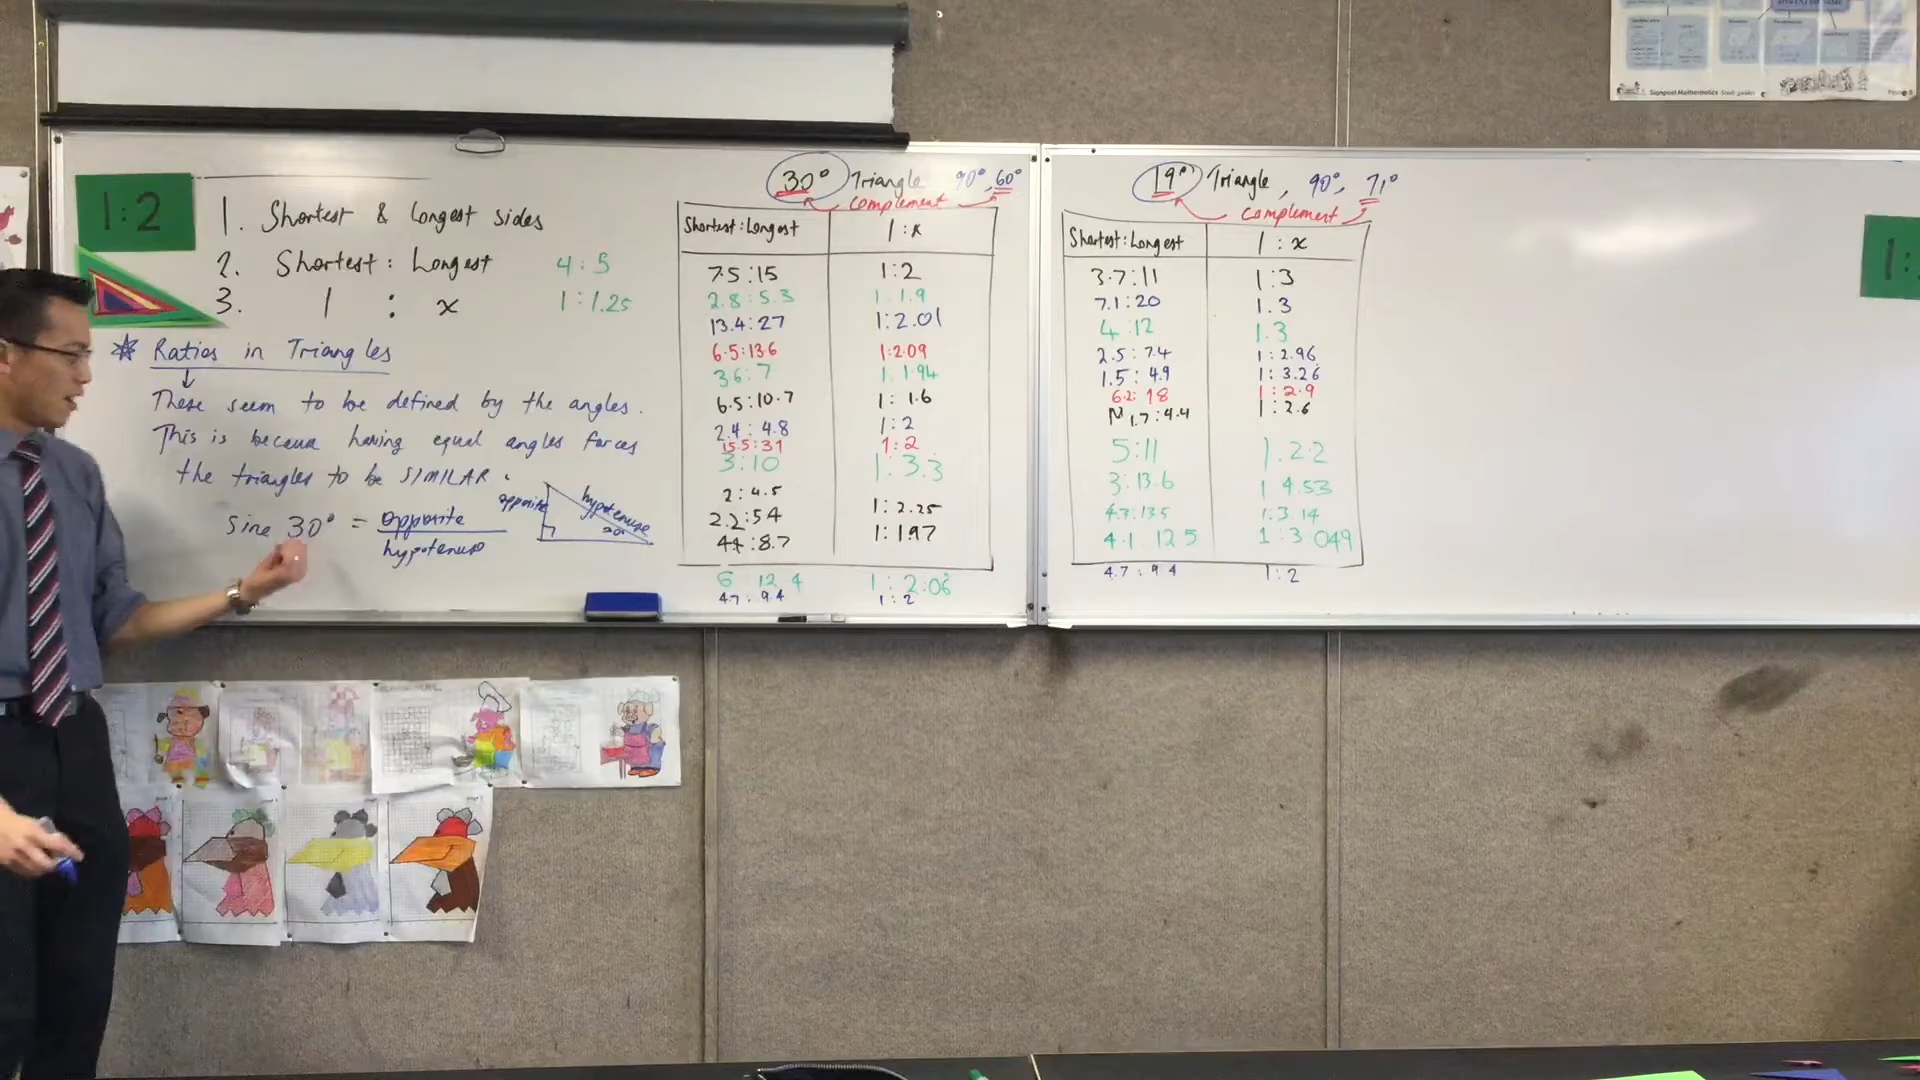 1:2
1. Shortest & longest sides
2. Shortest : Longest 4:5
3. 1 : x 1:1.25
* Ratios in Triangles
These seem to be defined by the angles.
This is becaue having equal angles forces
the triangles to be SIMILAR.
Sine 30° = opposite
hypotenuse
opposite
hypotenuse
30° Triangle 90°, 60°
complement
Shortest:Longest 1:x
7.5:15 1:2
2.8:5.3 1:1.9
13.4:27 1:2.01
6.5:13.6 1:2.09
3.6:7 1:1.94
6.5:10.7 1:1.6
2.4:4.8 1:2
15.5:31 1:2
3:10 1:3.3
2:4.5 1:2.25
2.2:54 1:1.97
4.4:8.7
6:12.4 1:2.06
4.7:9.4 1:2
19° Triangle, 90°, 71°
complement
Shortest:Longest 1:x
3.7:11 1:3
7.1:20 1:3
4:12 1:3
2.5:7.4 1:2.96
1.5:4.9 1:3.26
6.2:18 1:2.9
1.7:4.4 1:2.6
5:11 1:2.2
3:13.6 1:4.53
4.3:13.5 1:3.14
4.1:12.5 1:3.049
4.7:9.4 1:2
1:
Signpost Mathematics